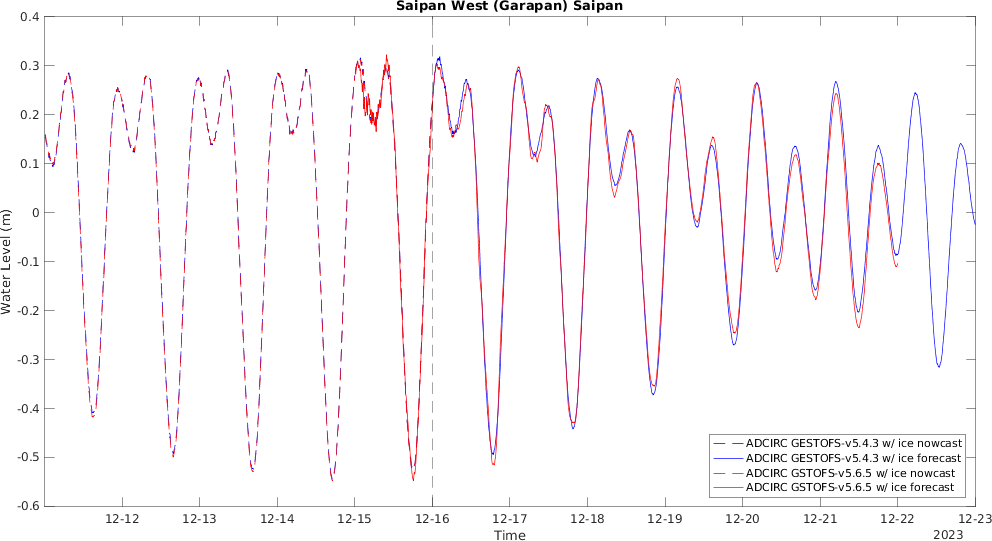 Saipan West (Garapan) Saipan
0.4
0.3
0.2
0.1
0
-0.1
-0.2
-0.3
-0.4
-0.5
-0.6
Water Level (m)
ADCIRC GESTOFS-v5.4.3 w/ ice nowcast
ADCIRC GESTOFS-v5.4.3 w/ ice forecast
ADCIRC GSTOFS-v5.6.5 w/ ice nowcast
ADCIRC GSTOFS-v5.6.5 w/ ice forecast
12-12 12-13 12-14 12-15 12-16 12-17 12-18 12-19 12-20 12-21 12-22 12-23
Time
2023